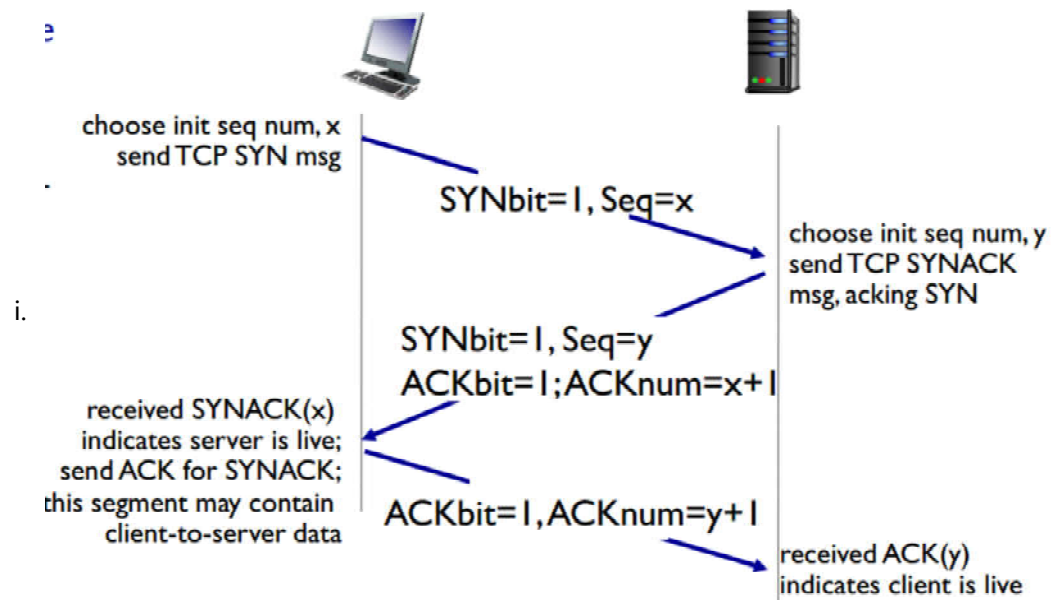 e
choose init seq num, x
send TCP SYN msg
SYNbit=1, Seq=x
choose init seq num, y
send TCP SYNACK
msg, acking SYN
i.
SYNbit=1, Seq=y
ACKbit=1;ACKnum=x+1
received SYNACK(x)
indicates server is live;
send ACK for SYNACK;
this segment may contain
client-to-server data
ACKbit=1,ACKnum=y+1
received ACK(y)
indicates client is live